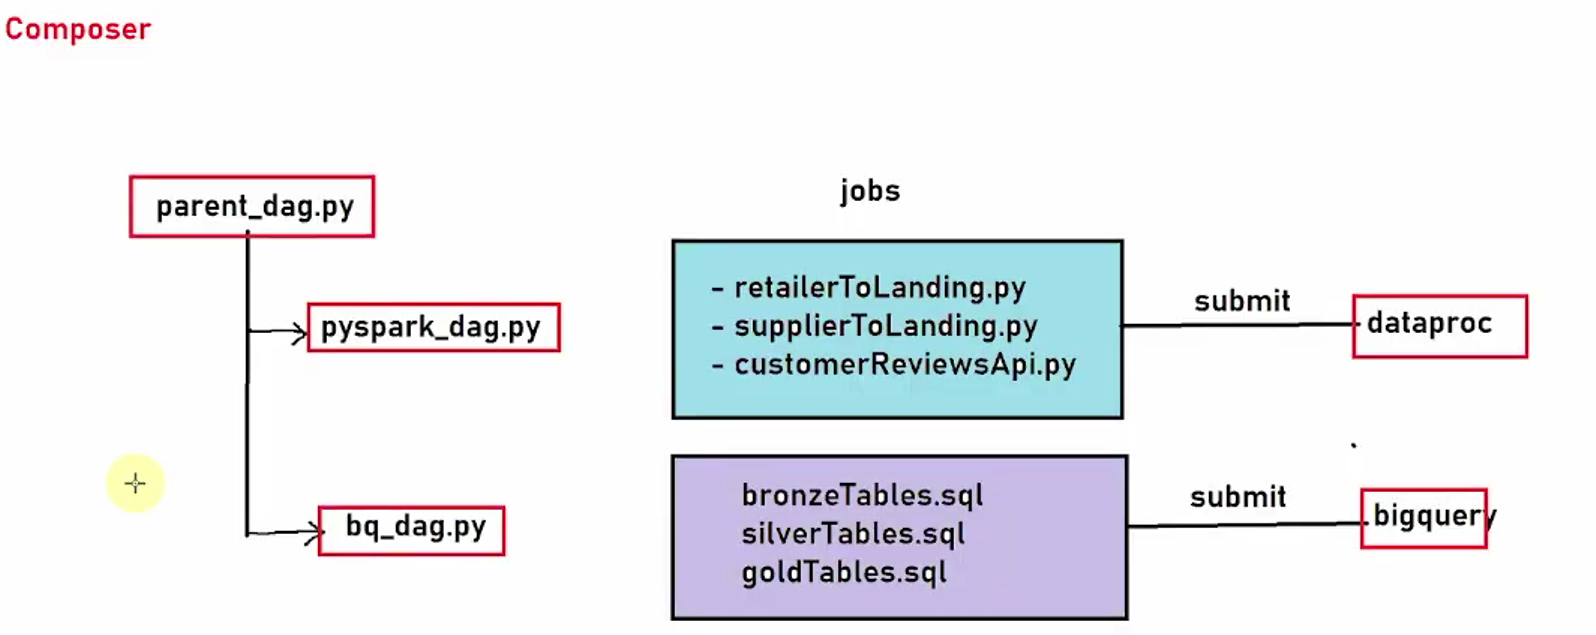 Composer
parent_dag.py
pyspark_dag.py
bq_dag.py
jobs
- retailerToLanding.py
- supplierToLanding.py
- customerReviewsApi.py
submit
dataproc
bronzeTables.sql
silverTables.sql
goldTables.sql
submit
bigquery